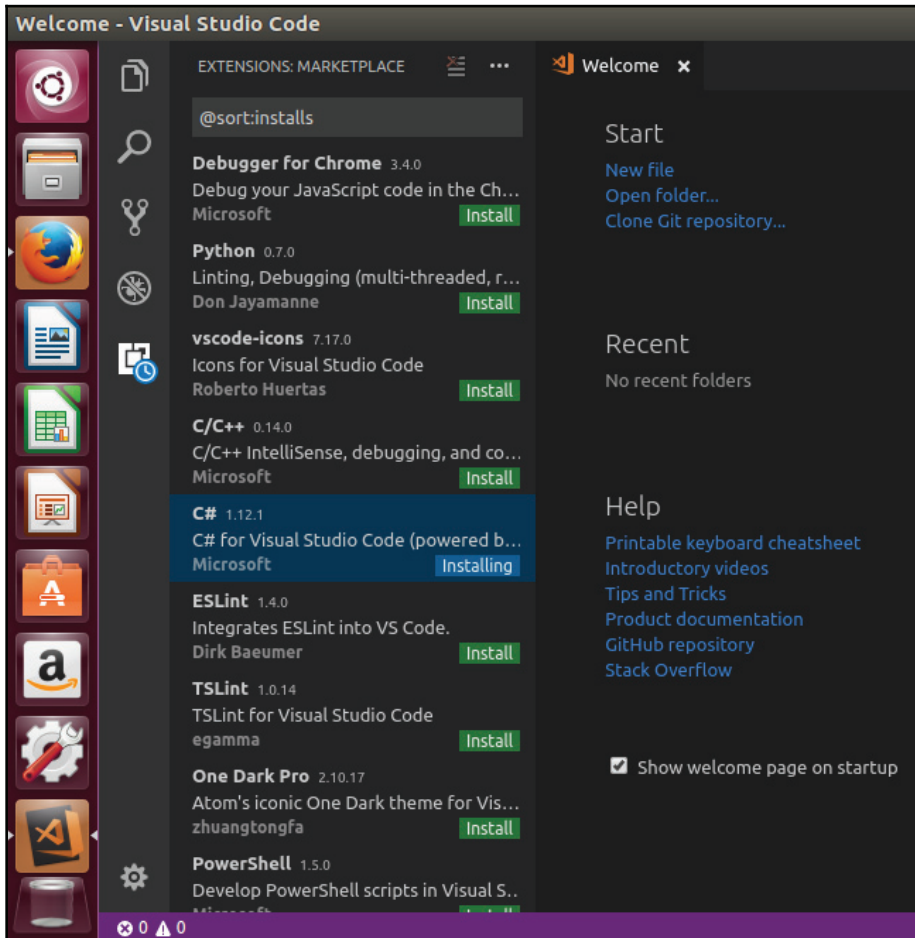 Welcome - Visual Studio Code
EXTENSIONS: MARKETPLACE
@sort:installs
Debugger for Chrome 3.4.0
Debug your JavaScript code in the Ch...
Microsoft Install
Python 0.7.0
Linting, Debugging (multi-threaded, r...
Don Jayamanne Install
vscode-icons 7.17.0
Icons for Visual Studio Code
Roberto Huertas Install
C/C++ 0.14.0
C/C++ IntelliSense, debugging, and co...
Microsoft Install
C# 1.12.1
C# for Visual Studio Code (powered b...
Microsoft Installing
ESLint 1.4.0
Integrates ESLint into VS Code.
Dirk Baeumer Install
TSLint 1.0.14
TSLint for Visual Studio Code
egamma Install
One Dark Pro 2.10.17
Atom's iconic One Dark theme for Vis...
zhuangtongfa Install
PowerShell 1.5.0
Develop PowerShell scripts in Visual S..
Welcome
Start
New file
Open folder...
Clone Git repository...
Recent
No recent folders
Help
Printable keyboard cheatsheet
Introductory videos
Tips and Tricks
Product documentation
GitHub repository
Stack Overflow
Show welcome page on startup
0 0